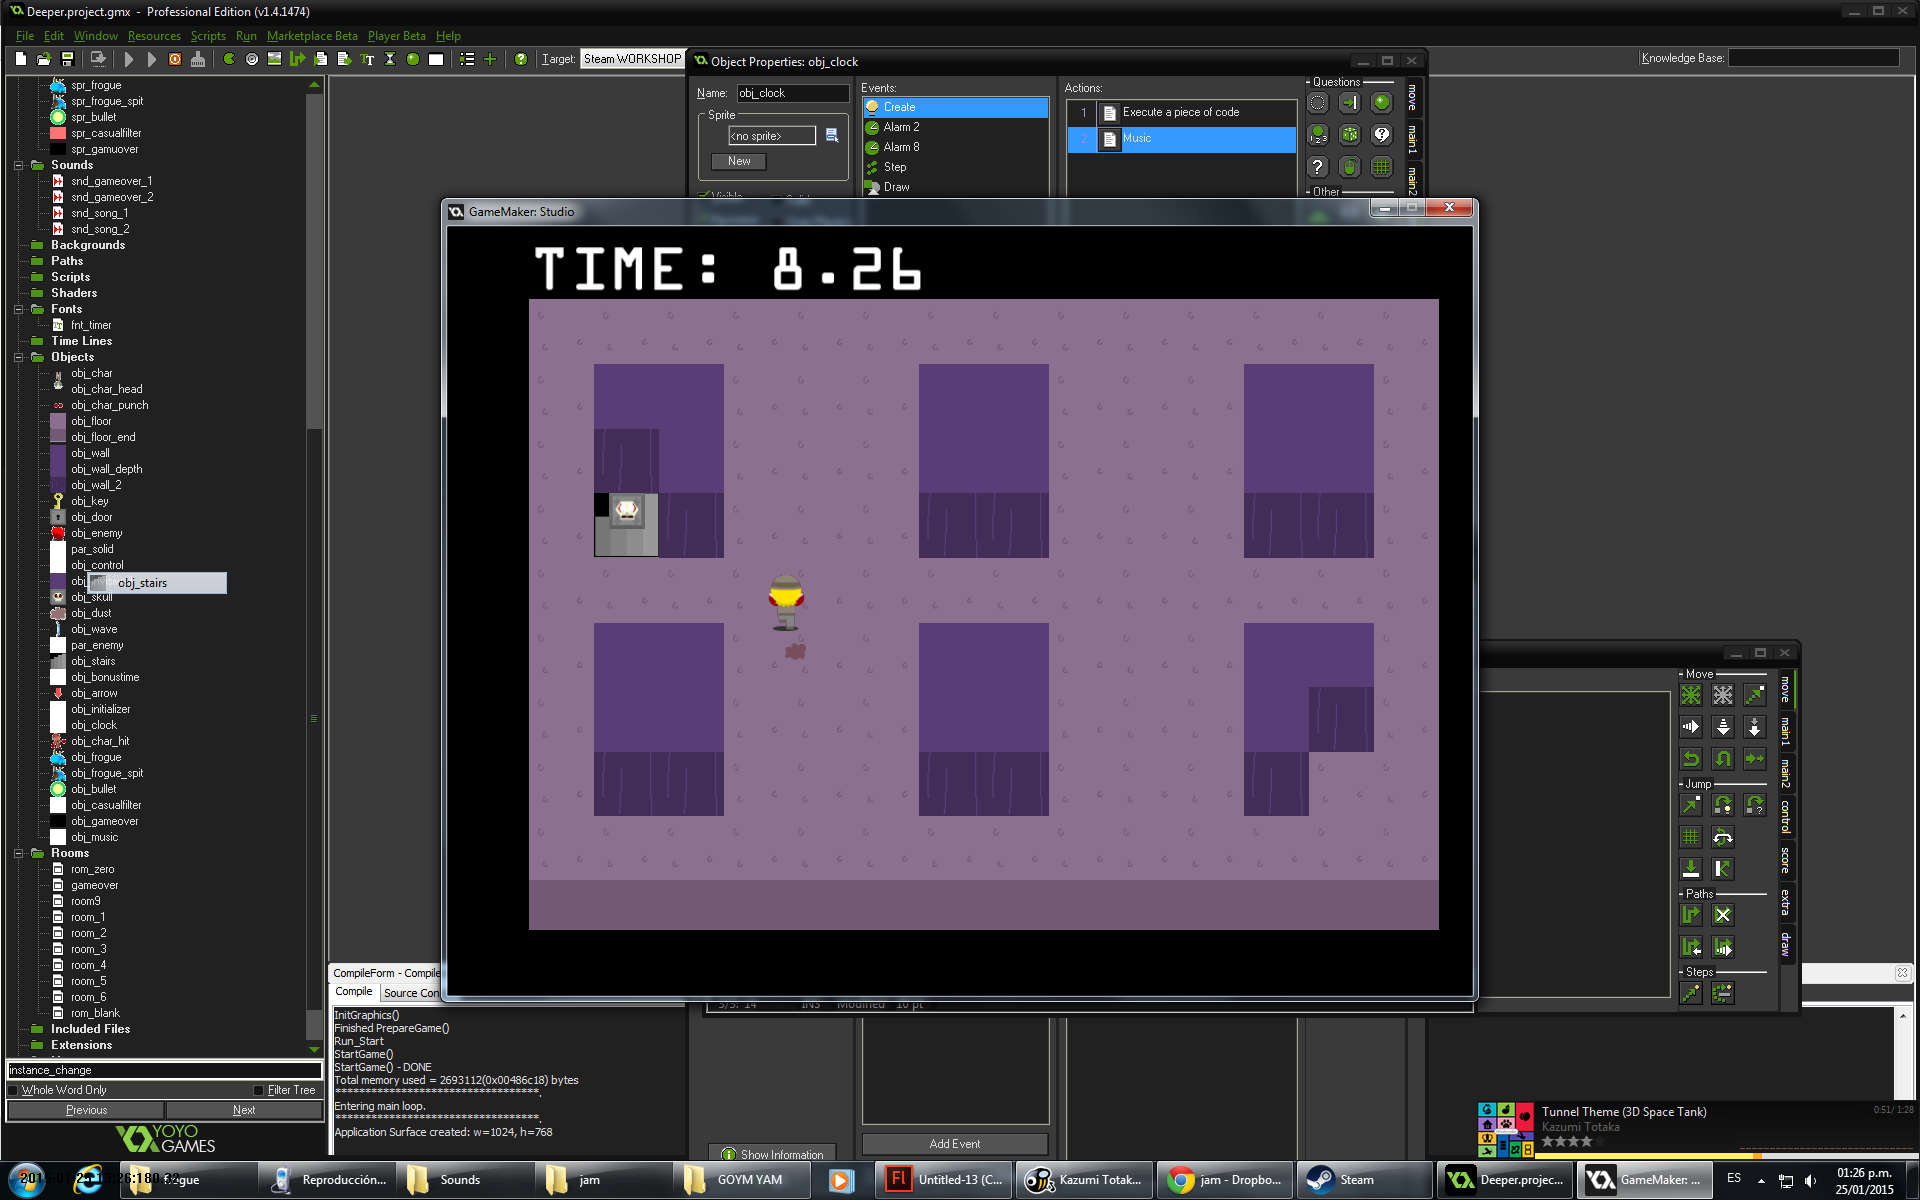 Deeper.project.gmx - Professional Edition (v1.4.1474)
File Edit Window Resources Scripts Run Marketplace Beta Player Beta Help
Target: Steam WORKSHOP
Knowledge Base:
spr_frogue
spr_frogue_spit
spr_bullet
spr_casualfilter
spr_gamuover
Sounds
snd_gameover_1
snd_gameover_2
snd_song_1
snd_song_2
Backgrounds
Paths
Scripts
Shaders
Fonts
fnt_timer
Time Lines
Objects
obj_char
obj_char_head
obj_char_punch
obj_floor
obj_floor_end
obj_wall
obj_wall_depth
obj_wall_2
obj_key
obj_door
obj_enemy
par_solid
obj_control
obj_stairs
obj_skull
obj_dust
obj_wave
par_enemy
obj_stairs
obj_bonustime
obj_arrow
obj_initializer
obj_clock
obj_char_hit
obj_frogue
obj_frogue_spit
obj_bullet
obj_casualfilter
obj_gameover
obj_music
Rooms
rom_zero
gameover
room9
room_1
room_2
room_3
room_4
room_5
room_6
rom_blank
Included Files
Extensions
instance_change
Whole Word Only Filter Tree
Previous Next
YOYO
GAMES
Object Properties: obj_clock
Name: obj_clock
Sprite
<no sprite>
New
Events:
Create
Alarm 2
Alarm 8
Step
Draw
Actions:
1 Execute a piece of code
2 Music
Questions
Other
move
main1
main2
GameMaker: Studio
TIME: 8.26
Move
Jump
Paths
Steps
move
main1
main2
control
score
extra
draw
3/3: 14 INS Modified 10 pt
CompileForm - Compile
Compile Source Con
InitGraphics()
Finished PrepareGame()
Run_Start
StartGame()
StartGame() - DONE
Total memory used = 2693112(0x00486c18) bytes
Entering main loop.
Application Surface created: w=1024, h=768
Show Information
Add Event
Tunnel Theme (3D Space Tank)
Kazumi Totaka
0:51/ 1:28
Reproducción...
Sounds
jam
GOYM YAM
Untitled-13 (C...
Kazumi Totak...
jam - Dropbo...
Steam
Deeper.projec...
GameMaker: ...
ES
01:26 p.m.
25/01/2015